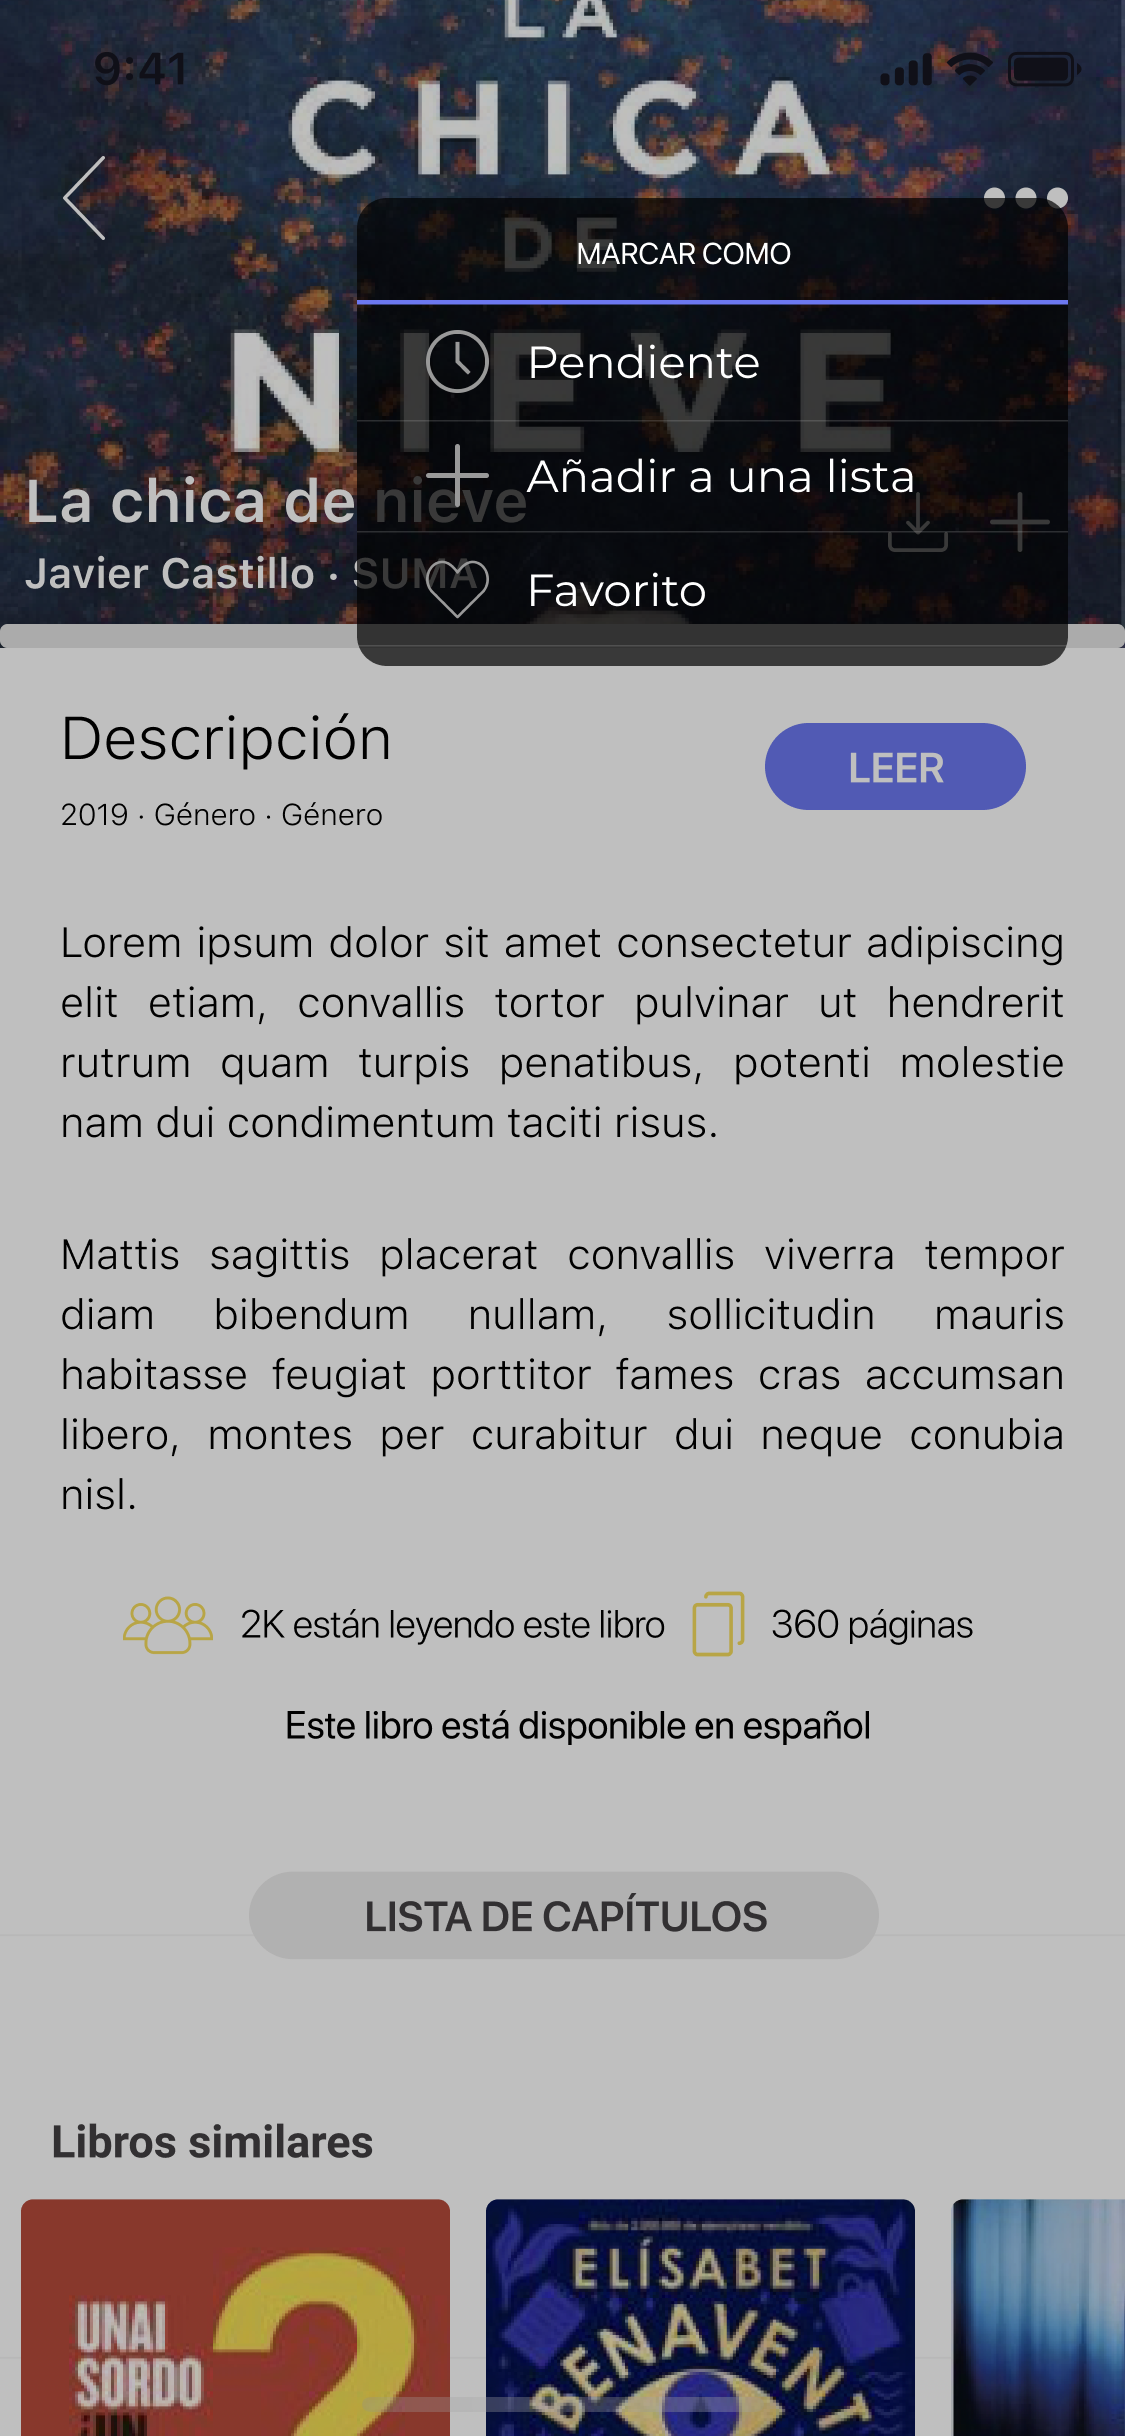 LA
9:41
CHICA
DE
MARCAR COMO
NIEVE
Pendiente
Añadir a una lista
La chica de nieve
Javier Castillo · SUMA
Favorito
Descripción
LEER
2019 · Género · Género
Lorem ipsum dolor sit amet consectetur adipiscing
elit etiam, convallis tortor pulvinar ut hendrerit
rutrum quam turpis penatibus, potenti molestie
nam dui condimentum taciti risus.
Mattis sagittis placerat convallis viverra tempor
diam bibendum nullam, sollicitudin mauris
habitasse feugiat porttitor fames cras accumsan
libero, montes per curabitur dui neque conubia
nisl.
2K están leyendo este libro
360 páginas
Este libro está disponible en español
LISTA DE CAPÍTULOS
Libros similares
UNAI
SORDO
¿UN
?
ELÍSABET
BENAVENT